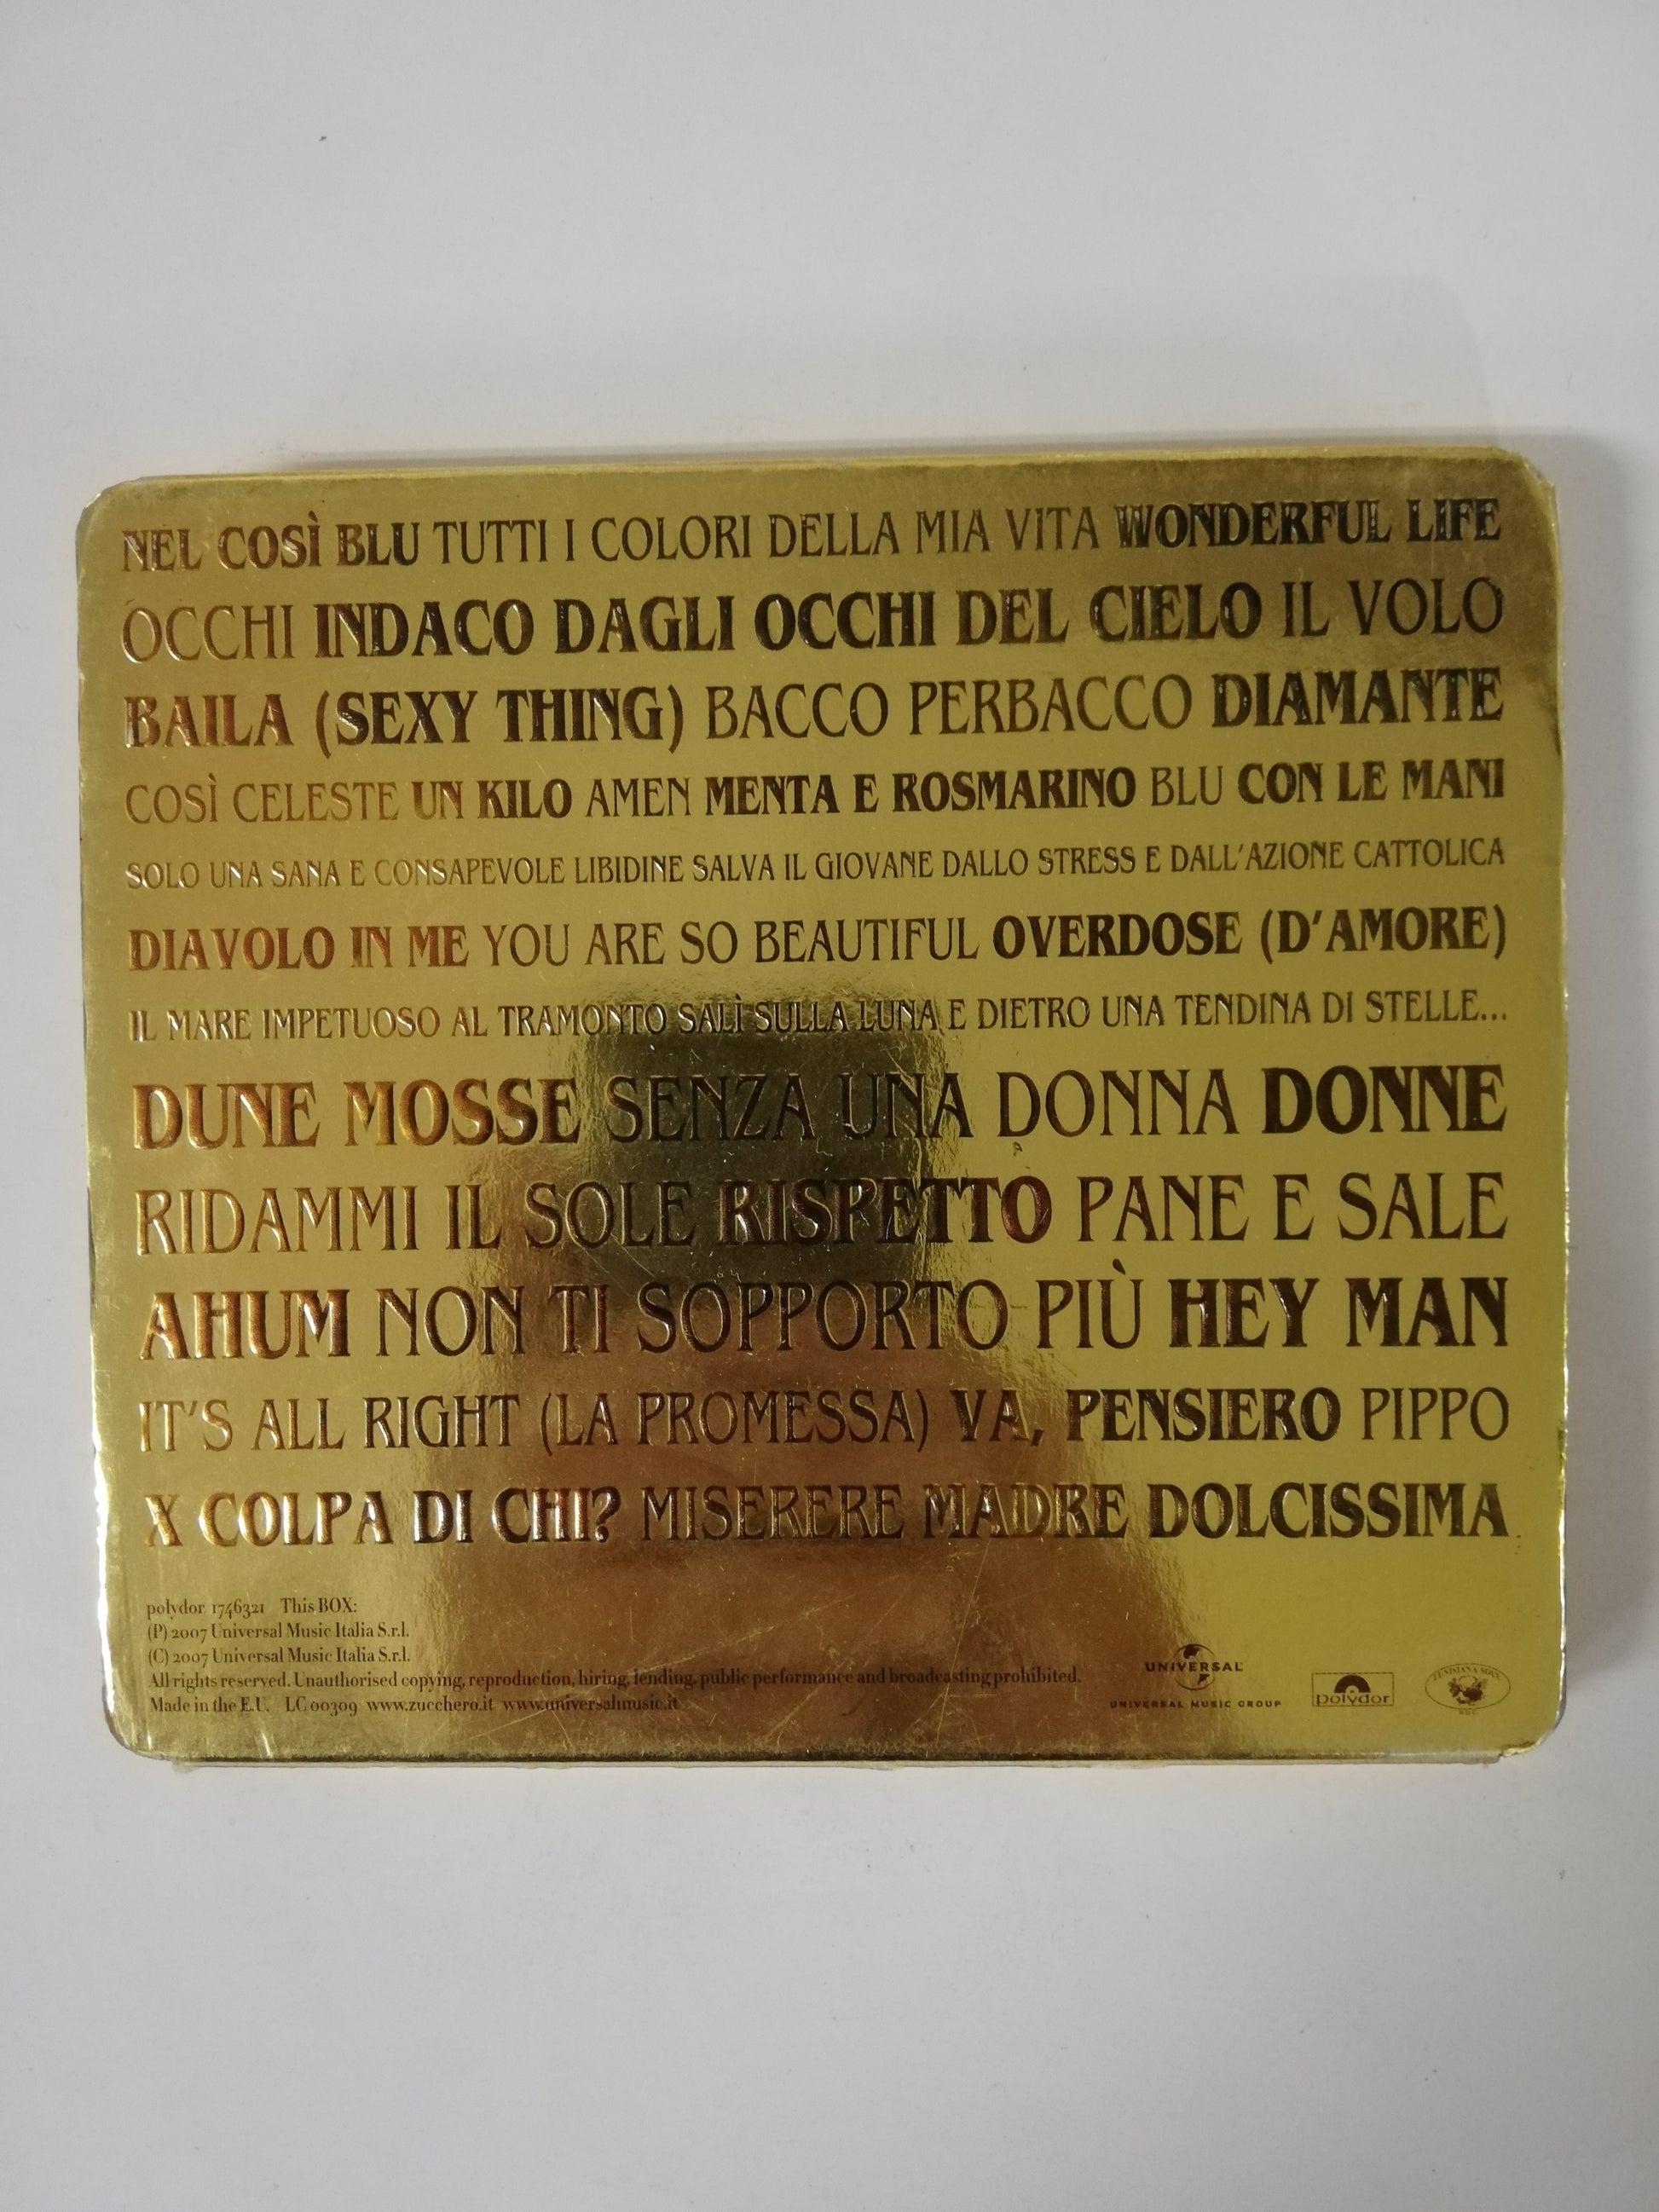 NEL COSÌ BLU TUTTI I COLORI DELLA MIA VITA WONDERFUL LIFE
OCCHI INDACO DAGLI OCCHI DEL CIELO IL VOLO
BAILA (SEXY THING) BACCO PERBACCO DIAMANTE
COSÌ CELESTE UN KILO AMEN MENTA E ROSMARINO BLU CON LE MANI
SOLO UNA SANA E CONSAPEVOLE LIBIDINE SALVA IL GIOVANE DALLO STRESS E DALL'AZIONE CATTOLICA
DIAVOLO IN ME YOU ARE SO BEAUTIFUL OVERDOSE (D'AMORE)
IL MARE IMPETUOSO AL TRAMONTO SALÌ SULLA LUNA E DIETRO UNA TENDINA DI STELLE...
DUNE MOSSE SENZA UNA DONNA DONNE
RIDAMMI IL SOLE RISPETTO PANE E SALE
AHUM NON TI SOPPORTO PIÙ HEY MAN
IT'S ALL RIGHT (LA PROMESSA) VA, PENSIERO PIPPO
X COLPA DI CHI? MISERERE MADRE DOLCISSIMA
polydor 1746321 This BOX:
(P) 2007 Universal Music Italia S.r.l.
(C) 2007 Universal Music Italia S.r.l.
All rights reserved. Unauthorised copying, reproduction, hiring, lending, public performance and broadcasting prohibited.
Made in the E.U. LC 00309 www.zucchero.it www.universalmusic.it
UNIVERSAL
UNIVERSAL MUSIC GROUP
polydor